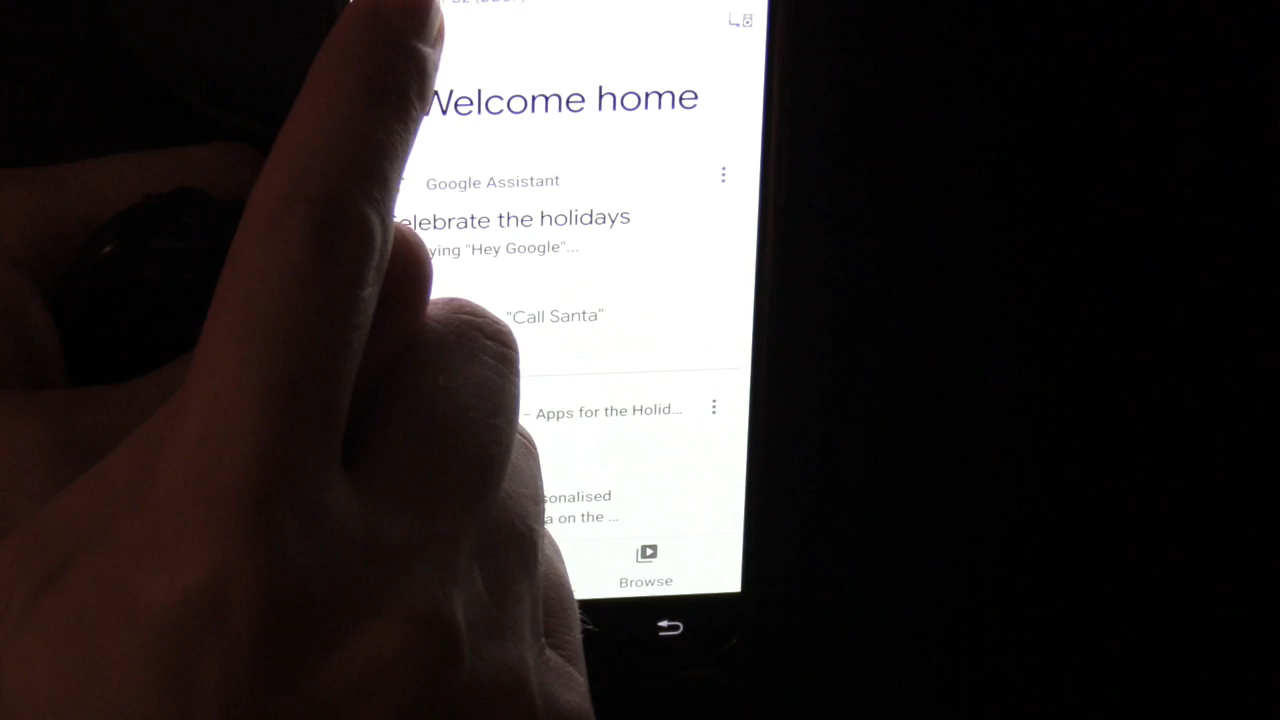 Welcome home
Google Assistant
Celebrate the holidays
ying "Hey Google"...
"Call Santa"
- Apps for the Holid...
sonalised
a on the ...
Browse